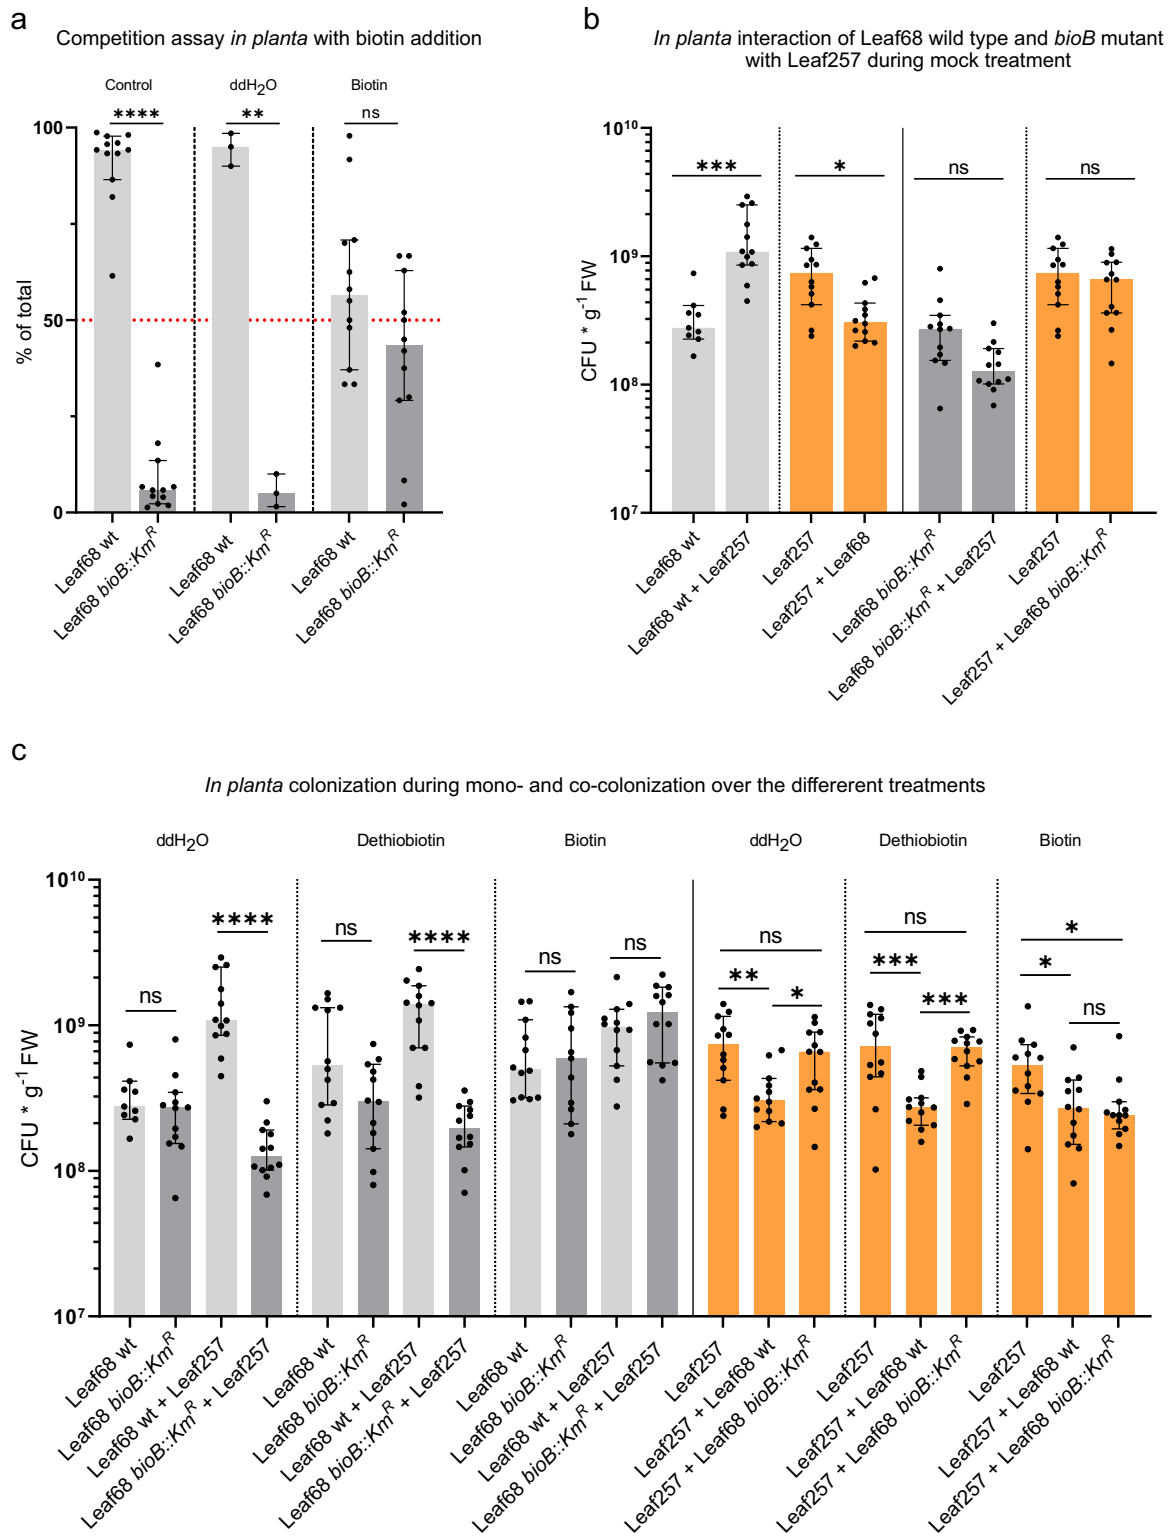 a
Competition assay in planta with biotin addition
Control
ddH2O
Biotin
****
**
ns
100
50
0
% of total
Leaf68 wt
Leaf68 bioB::KmR
Leaf68 wt
Leaf68 bioB::KmR
Leaf68 wt
Leaf68 bioB::KmR
b
In planta interaction of Leaf68 wild type and bioB mutant
with Leaf257 during mock treatment
***
*
ns
ns
10^10
10^9
10^8
10^7
CFU * g-1 FW
Leaf68 wt
Leaf68 wt + Leaf257
Leaf257
Leaf257 + Leaf68
Leaf68 bioB::KmR
Leaf68 bioB::KmR + Leaf257
Leaf257
Leaf257 + Leaf68 bioB::KmR
c
In planta colonization during mono- and co-colonization over the differerent treatments
ddH2O
Dethiobiotin
Biotin
ddH2O
Dethiobiotin
Biotin
ns
****
ns
****
ns
ns
ns
**
*
ns
***
***
*
*
ns
10^10
10^9
10^8
10^7
CFU * g-1 FW
Leaf68 wt
Leaf68 bioB::KmR
Leaf68 wt + Leaf257
Leaf68 bioB::KmR + Leaf257
Leaf68 wt
Leaf68 bioB::KmR
Leaf68 wt + Leaf257
Leaf68 bioB::KmR + Leaf257
Leaf68 wt
Leaf68 bioB::KmR
Leaf68 wt + Leaf257
Leaf68 bioB::KmR + Leaf257
Leaf257
Leaf257 + Leaf68 wt
Leaf257 + Leaf68 bioB::KmR
Leaf257
Leaf257 + Leaf68 wt
Leaf257 + Leaf68 bioB::KmR
Leaf257
Leaf257 + Leaf68 wt
Leaf257 + Leaf68 bioB::KmR